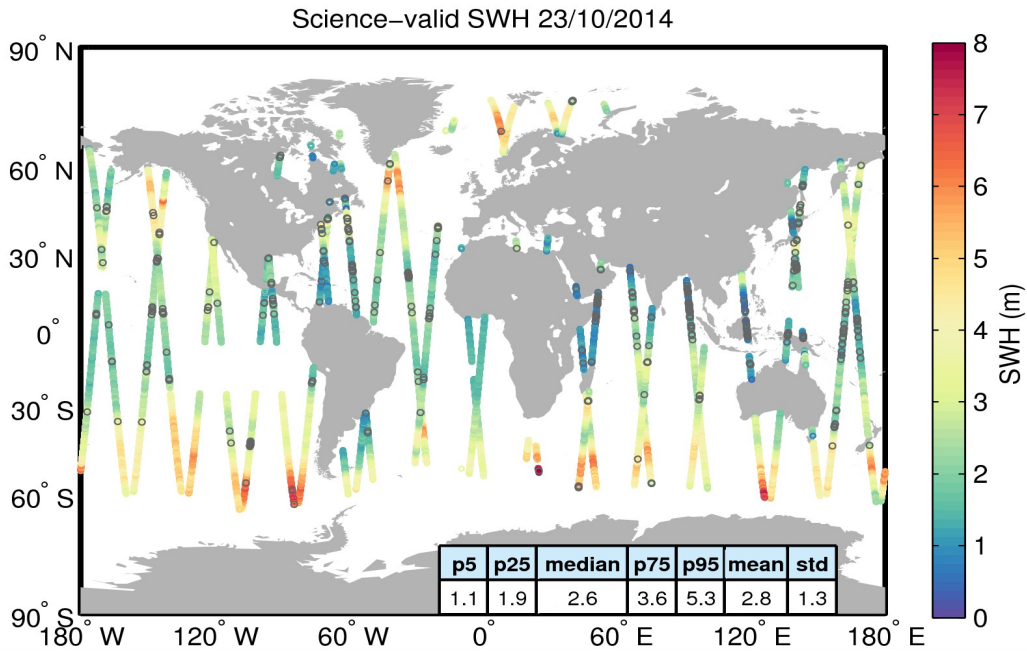 Science−valid SWH 23/10/2014
90° N
60° N
30° N
0°
30° S
60° S
90° S
180° W
120° W
60° W
0°
60° E
120° E
180° E
p5 p25 median p75 p95 mean std
1.1 1.9 2.6 3.6 5.3 2.8 1.3
8
7
6
5
4
3
2
1
0
SWH (m)